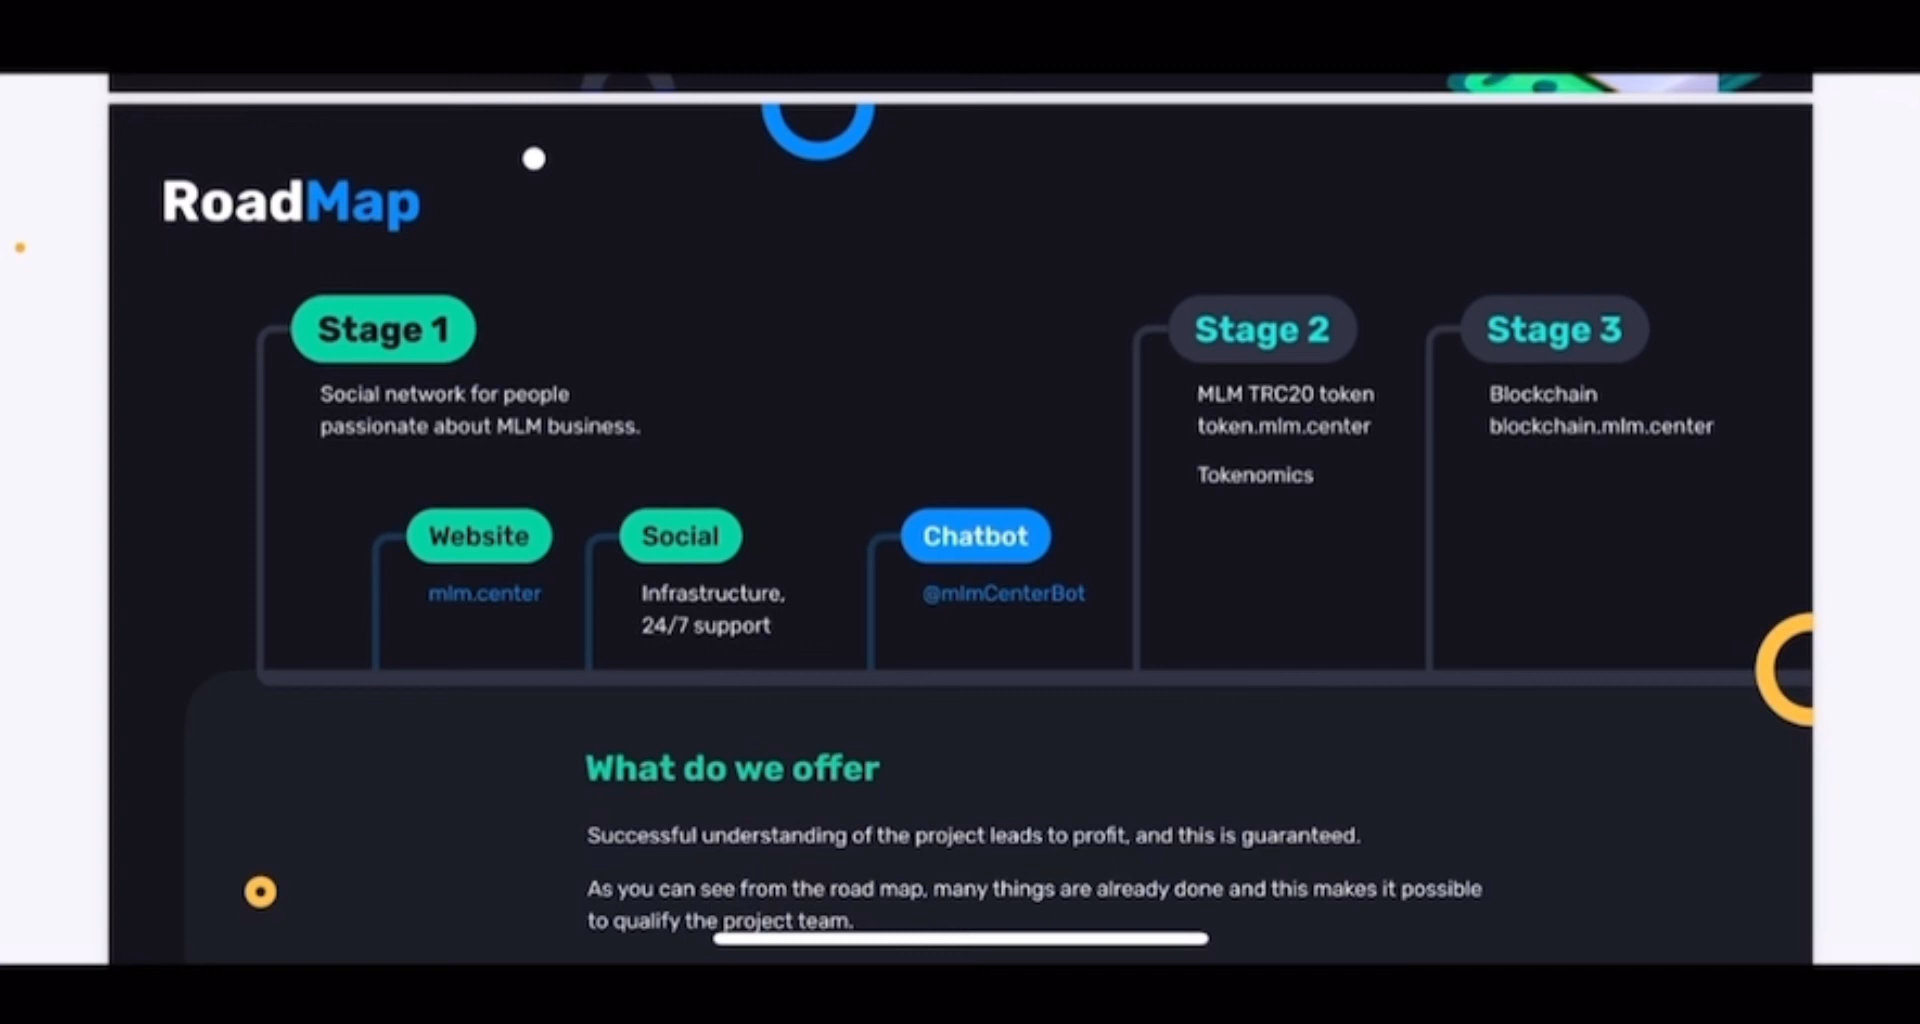 RoadMap
Stage 1
Social network for people
passionate about MLM business.
Website
mlm.center
Social
Infrastructure,
24/7 support
Chatbot
@mlmCenterBot
Stage 2
MLM TRC20 token
token.mlm.center
Tokenomics
Stage 3
Blockchain
blockchain.mlm.center
What do we offer
Successful understanding of the project leads to profit, and this is guaranteed.
As you can see from the road map, many things are already done and this makes it possible
to qualify the project team.